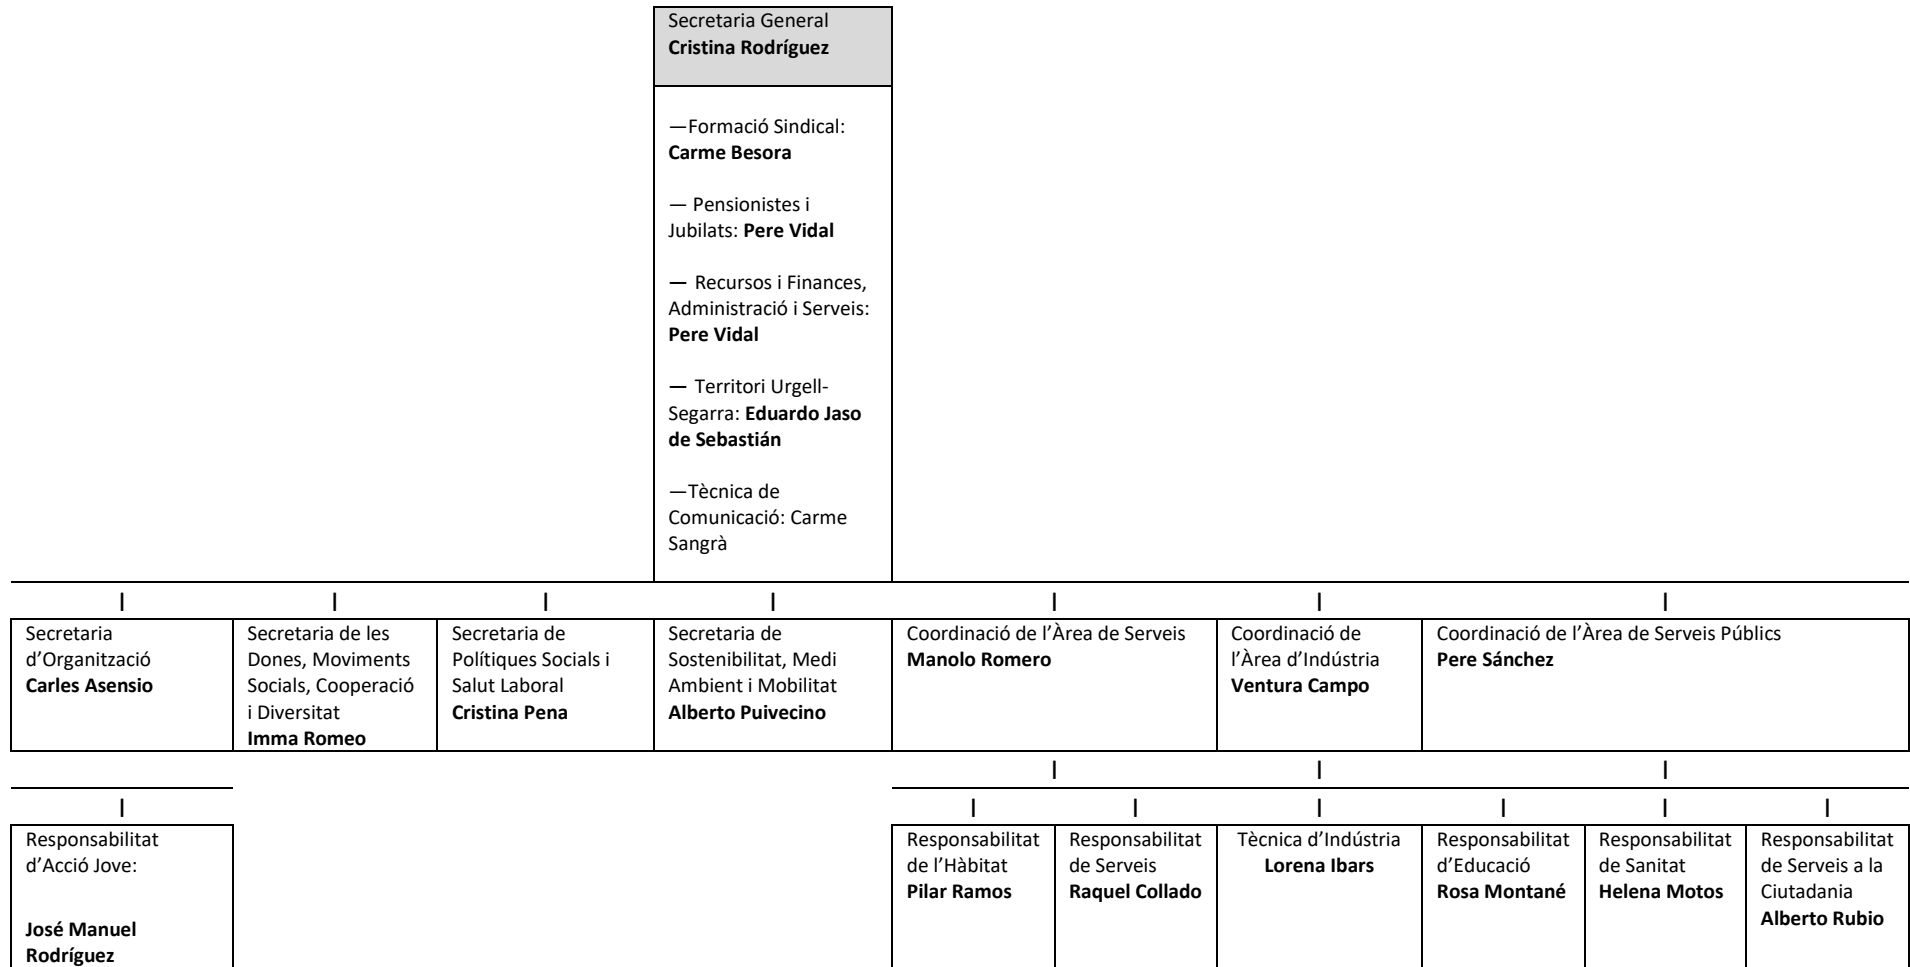 Secretaria General
Cristina Rodríguez
—Formació Sindical:
Carme Besora
— Pensionistes i
Jubilats: Pere Vidal
— Recursos i Finances,
Administració i Serveis:
Pere Vidal
— Territori Urgell-
Segarra: Eduardo Jaso
de Sebastián
—Tècnica de
Comunicació: Carme
Sangrà
Secretaria
d’Organització
Carles Asensio
Secretaria de les
Dones, Moviments
Socials, Cooperació
i Diversitat
Imma Romeo
Secretaria de
Polítiques Socials i
Salut Laboral
Cristina Pena
Secretaria de
Sostenibilitat, Medi
Ambient i Mobilitat
Alberto Puivecino
Coordinació de l’Àrea de Serveis
Manolo Romero
Coordinació de
l’Àrea d’Indústria
Ventura Campo
Coordinació de l’Àrea de Serveis Públics
Pere Sánchez
Responsabilitat
d’Acció Jove:
José Manuel
Rodríguez
Responsabilitat
de l’Hàbitat
Pilar Ramos
Responsabilitat
de Serveis
Raquel Collado
Tècnica d’Indústria
Lorena Ibars
Responsabilitat
d’Educació
Rosa Montané
Responsabilitat
de Sanitat
Helena Motos
Responsabilitat
de Serveis a la
Ciutadania
Alberto Rubio